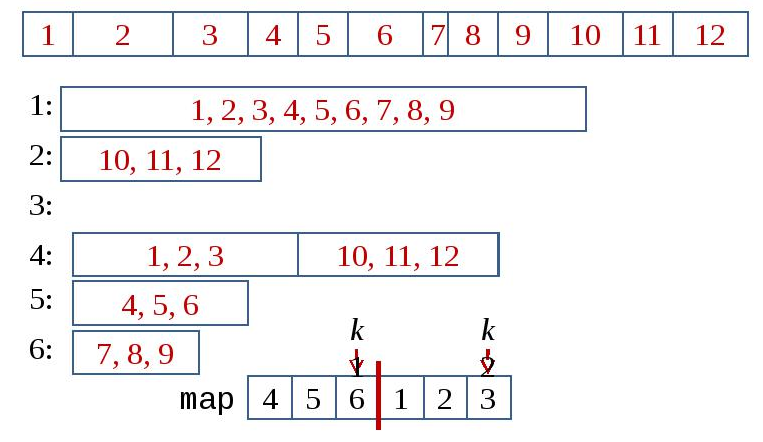 1 2 3 4 5 6 7 8 9 10 11 12
1: 1, 2, 3, 4, 5, 6, 7, 8, 9
2: 10, 11, 12
3:
4: 1, 2, 3 10, 11, 12
5: 4, 5, 6
6: 7, 8, 9
k k
1 2
map 4 5 6 1 2 3